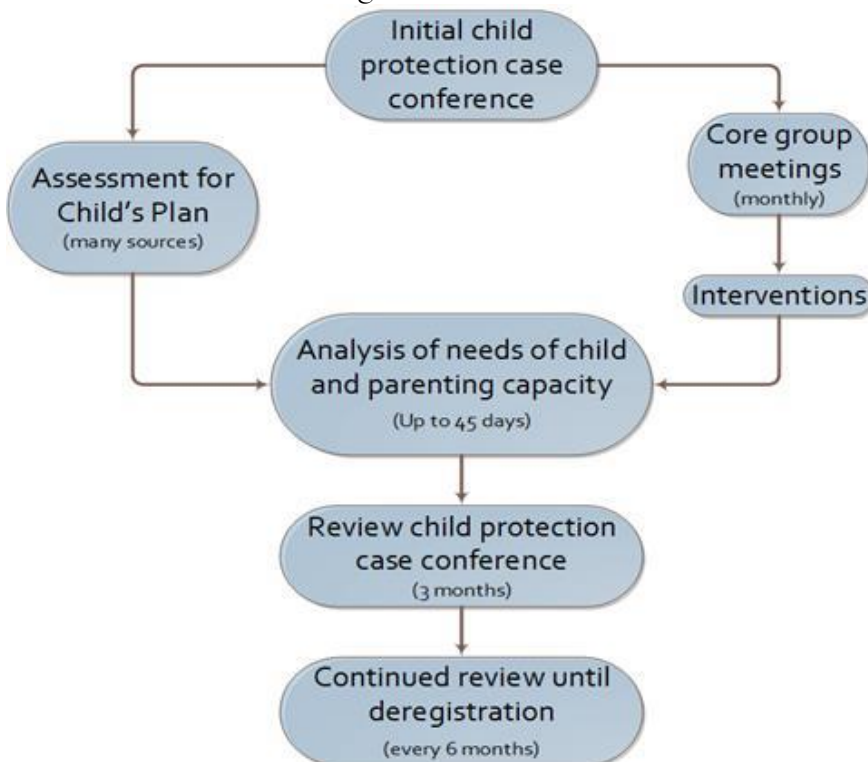 Initial child
protection case
conference
Assessment for
Child's Plan
(many sources)
Core group
meetings
(monthly)
Interventions
Analysis of needs of child
and parenting capacity
(Up to 45 days)
Review child protection
case conference
(3 months)
Continued review until
deregistration
(every 6 months)